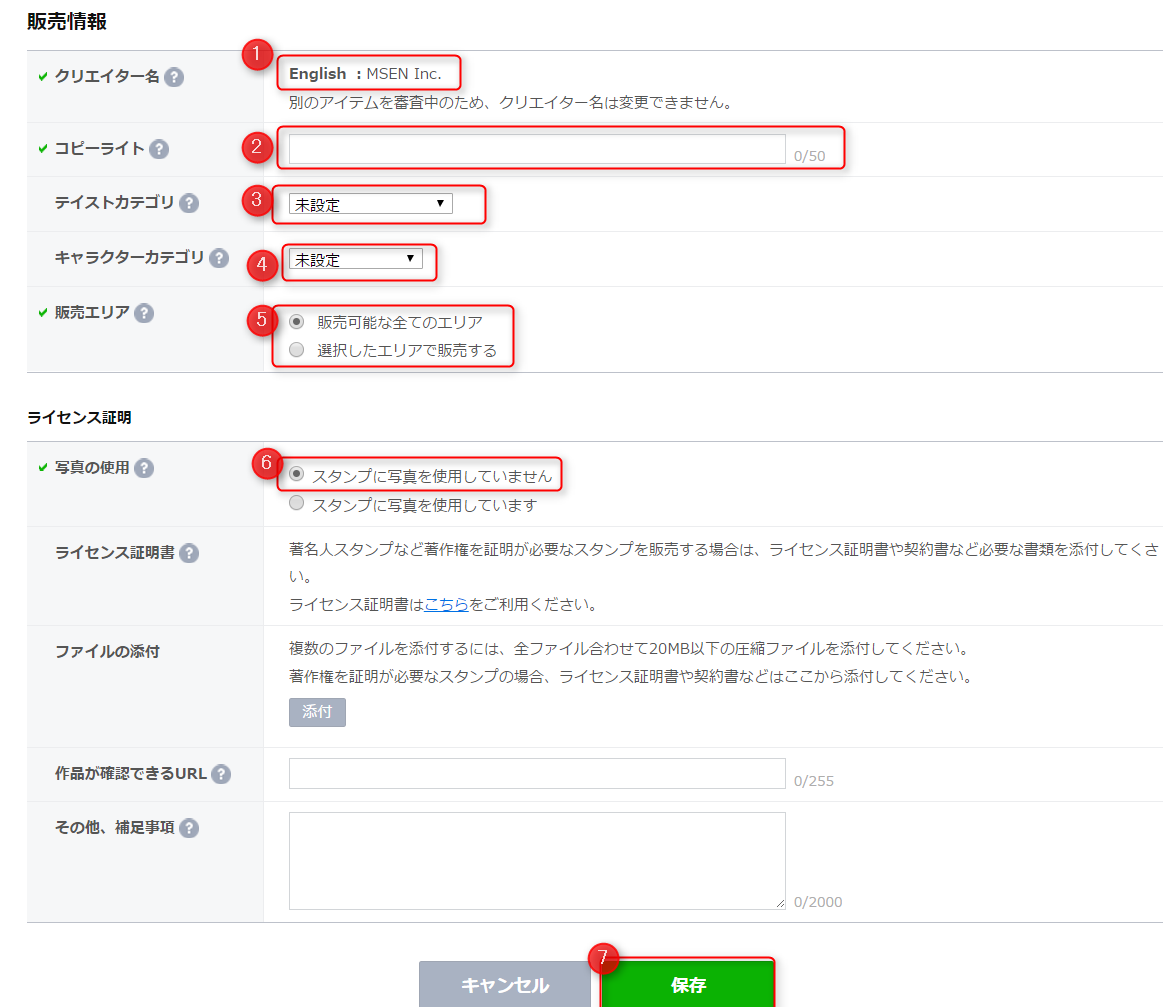 販売情報
1
クリエイター名 ?
English : MSEN Inc.
別のアイテムを審査中のため、クリエイター名は変更できません。
コピーライト ?
2
0/50
テイストカテゴリ ?
3
未設定
キャラクターカテゴリ ?
4
未設定
販売エリア ?
5
販売可能な全てのエリア
選択したエリアで販売する
ライセンス証明
写真の使用 ?
6
スタンプに写真を使用していません
スタンプに写真を使用しています
ライセンス証明書 ?
著名人スタンプなど著作権を証明が必要なスタンプを販売する場合は、ライセンス証明書や契約書など必要な書類を添付してくさ
い。
ライセンス証明書はこちらをご利用ください。
ファイルの添付
複数のファイルを添付するには、全ファイル合わせて20MB以下の圧縮ファイルを添付してください。
著作権を証明が必要なスタンプの場合、ライセンス証明書や契約書などはここから添付してください。
添付
作品が確認できるURL ?
0/255
その他、補足事項 ?
0/2000
7
キャンセル
保存